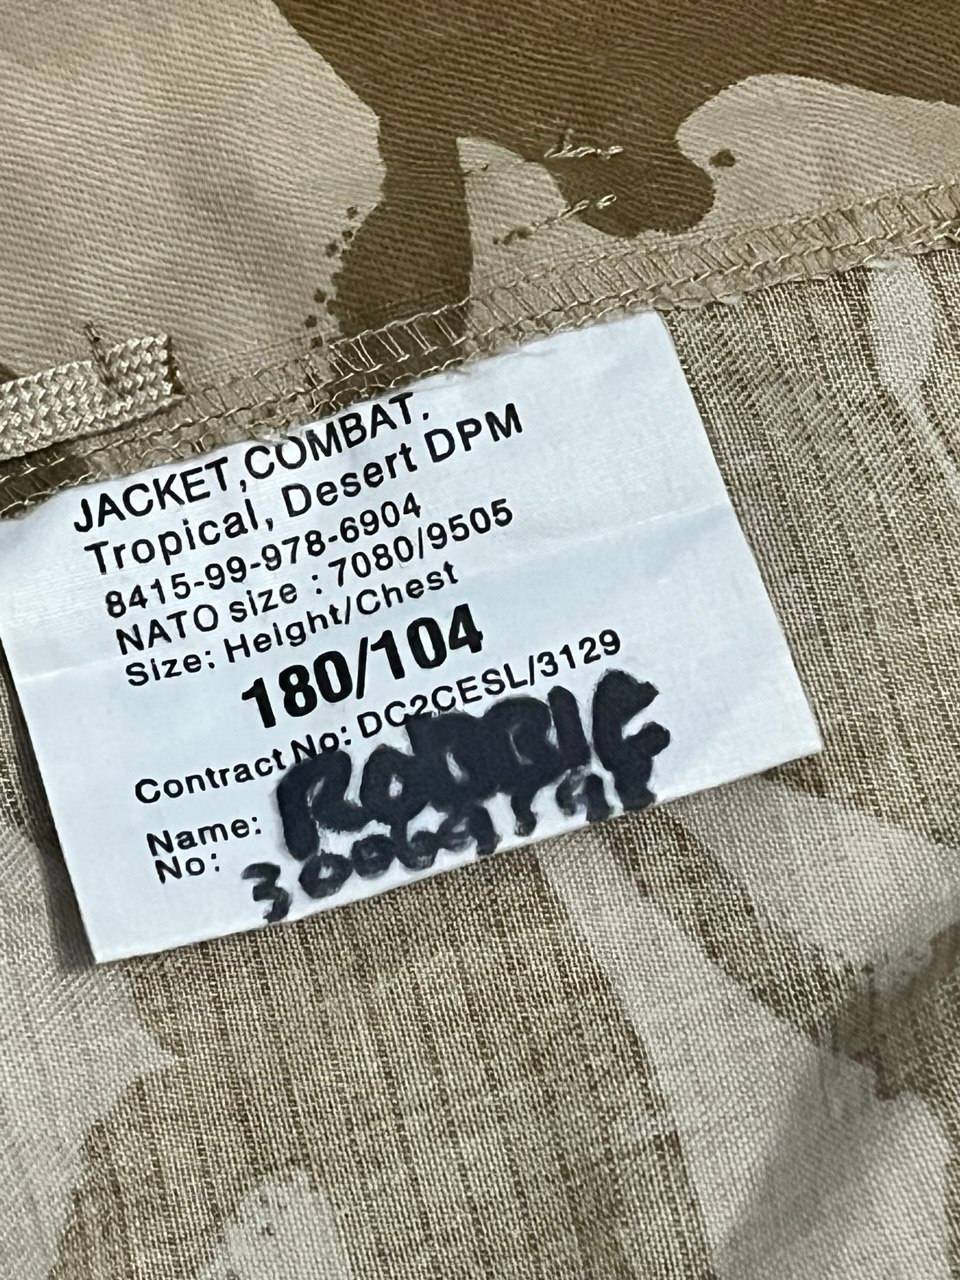 JACKET,COMBAT.
Tropical, Desert DPM
8415-99-978-6904
NATO size : 7080/9505
Size: Height/Chest
180/104
Contract No: DC2CESL/3129
Name:
No: